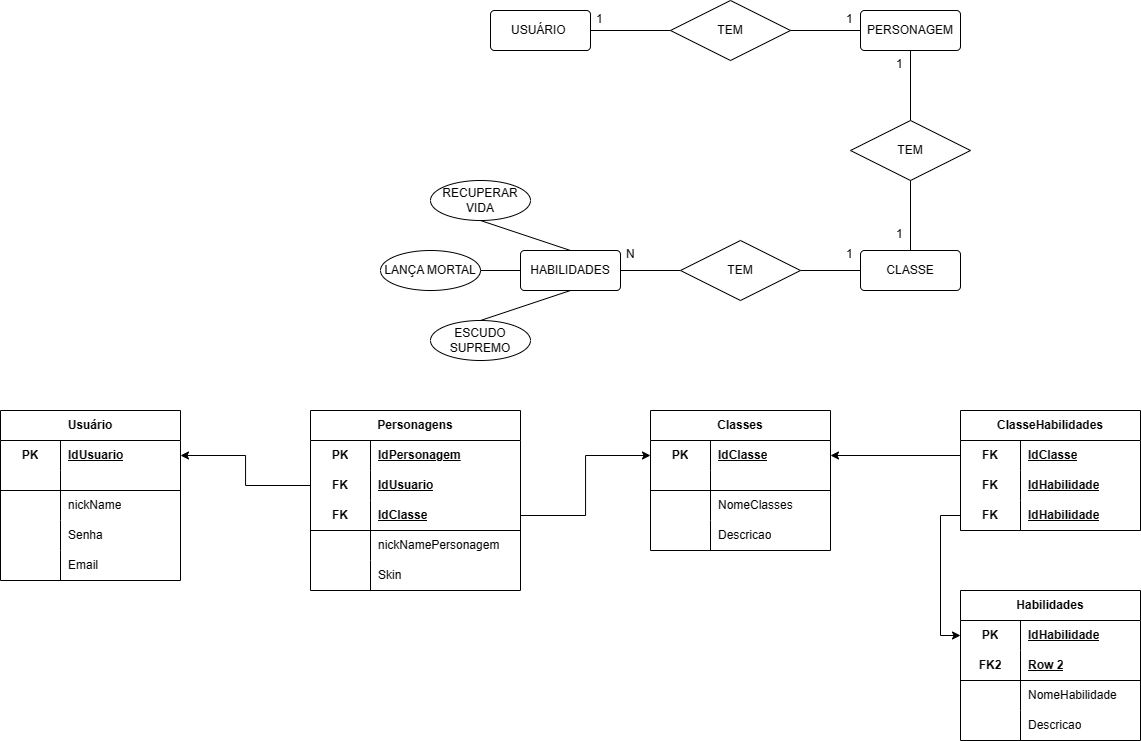 USUÁRIO
1
TEM
1
PERSONAGEM
1
TEM
1
RECUPERAR
VIDA
LANÇA MORTAL
HABILIDADES
N
TEM
1
CLASSE
ESCUDO
SUPREMO
Usuário
PK IdUsuario
nickName
Senha
Email
Personagens
PK IdPersonagem
FK IdUsuario
FK IdClasse
nickNamePersonagem
Skin
Classes
PK IdClasse
NomeClasses
Descricao
ClasseHabilidades
FK IdClasse
FK IdHabilidade
FK IdHabilidade
Habilidades
PK IdHabilidade
FK2 Row 2
NomeHabilidade
Descricao